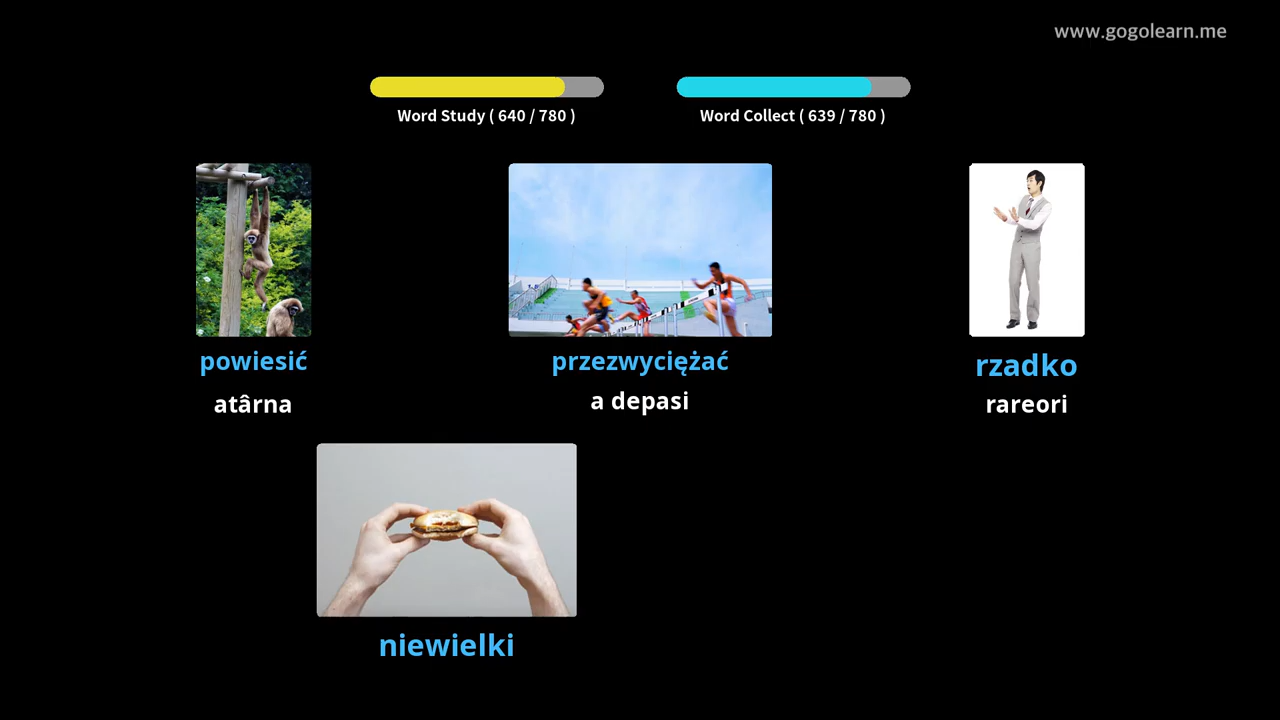 www.gogolearn.me
Word Study ( 640 / 780 )
Word Collect ( 639 / 780 )
powiesić
przezwyciężać
rzadko
atârna
a depasi
rareori
niewielki